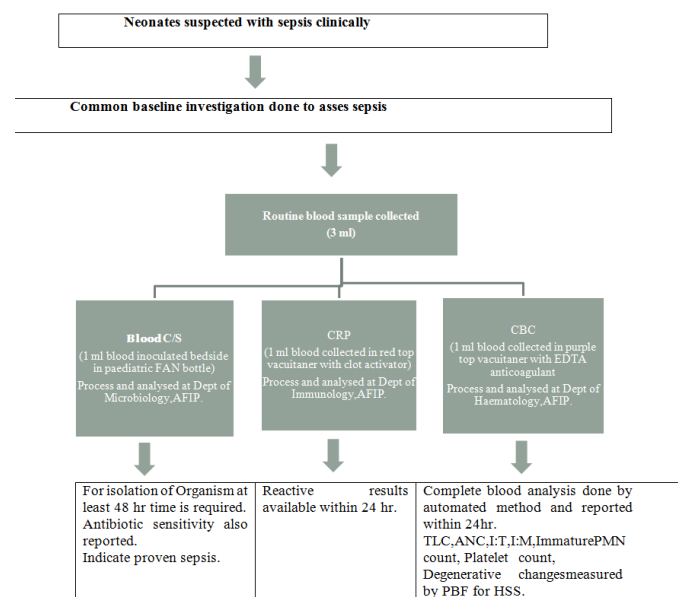 Neonates suspected with sepsis clinically
Common baseline investigation done to asses sepsis
Routine blood sample collected
(3 ml)
Blood C/S
(1 ml blood inoculated bedside
in paediatric FAN bottle)
Process and analysed at Dept of
Microbiology,AFIP.
CRP
(1 ml blood collected in red top
vacuitaner with clot activator)
Process and analysed at Dept of
Immunology,AFIP.
CBC
(1 ml blood collected in purple
top vacuitaner with EDTA
anticoagulant
Process and analysed at Dept of
Haematology,AFIP.
For isolation of Organism at
least 48 hr time is required.
Antibiotic sensitivity also
reported.
Indicate proven sepsis.
Reactive results
available within 24 hr.
Complete blood analysis done by
automated method and reported
within 24hr.
TLC,ANC,I:T,I:M,ImmaturePMN
count, Platelet count,
Degenerative changesmeasured
by PBF for HSS.